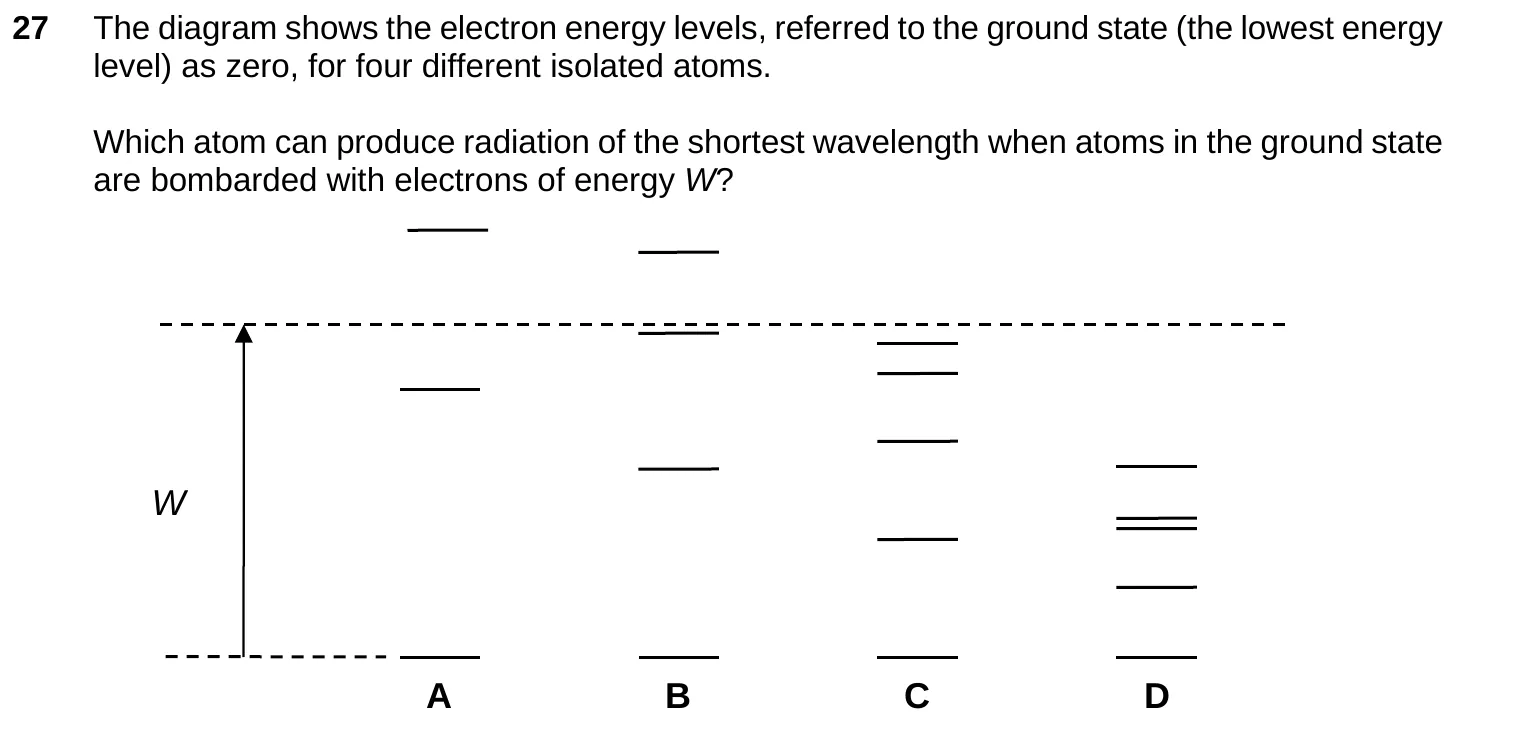 27 The diagram shows the electron energy levels, referred to the ground state (the lowest energy
level) as zero, for four different isolated atoms.
Which atom can produce radiation of the shortest wavelength when atoms in the ground state
are bombarded with electrons of energy W?
W
A B C D